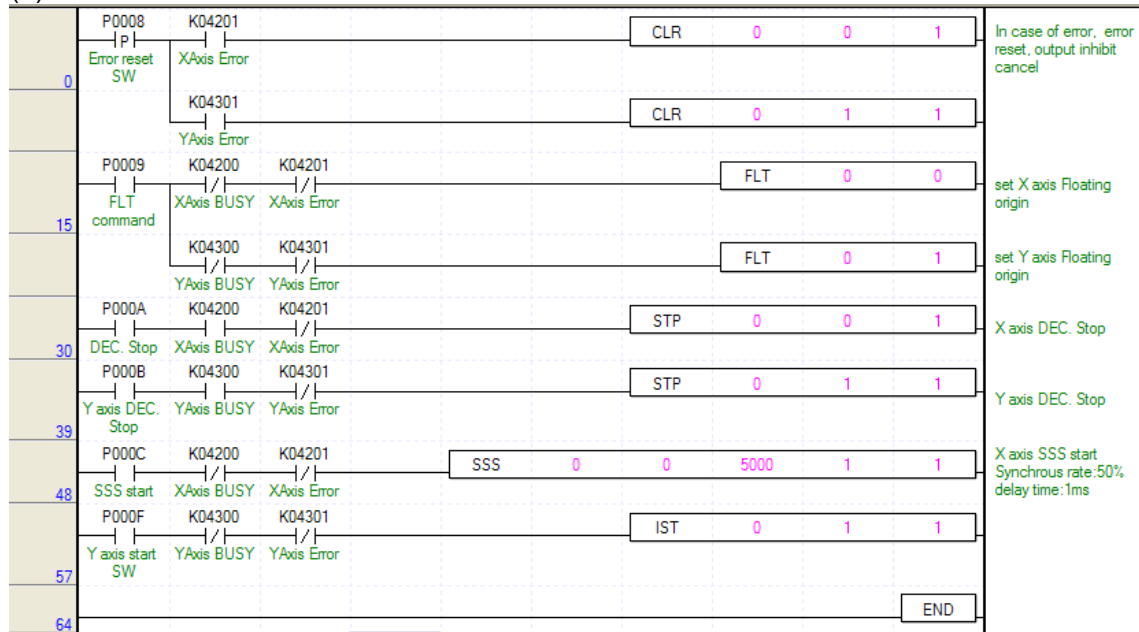 P0008 K04201
P
CLR 0 0 1
In case of error, error
reset, output inhibit
cancel
Error reset
SW
XAxis Error
0
K04301
CLR 0 1 1
YAxis Error
P0009 K04200 K04201
FLT 0 0
set X axis Floating
origin
FLT
command
XAxis BUSY XAxis Error
15
K04300 K04301
FLT 0 1
set Y axis Floating
origin
YAxis BUSY YAxis Error
P000A K04200 K04201
STP 0 0 1
X axis DEC. Stop
DEC. Stop XAxis BUSY XAxis Error
30
P000B K04300 K04301
STP 0 1 1
Y axis DEC. Stop
Y axis DEC.
Stop
YAxis BUSY YAxis Error
39
P000C K04200 K04201
SSS 0 0 5000 1 1
X axis SSS start
Synchrous rate:50%
delay time:1ms
SSS start XAxis BUSY XAxis Error
48
P000F K04300 K04301
IST 0 1 1
Y axis start
SW
YAxis BUSY YAxis Error
57
END
64